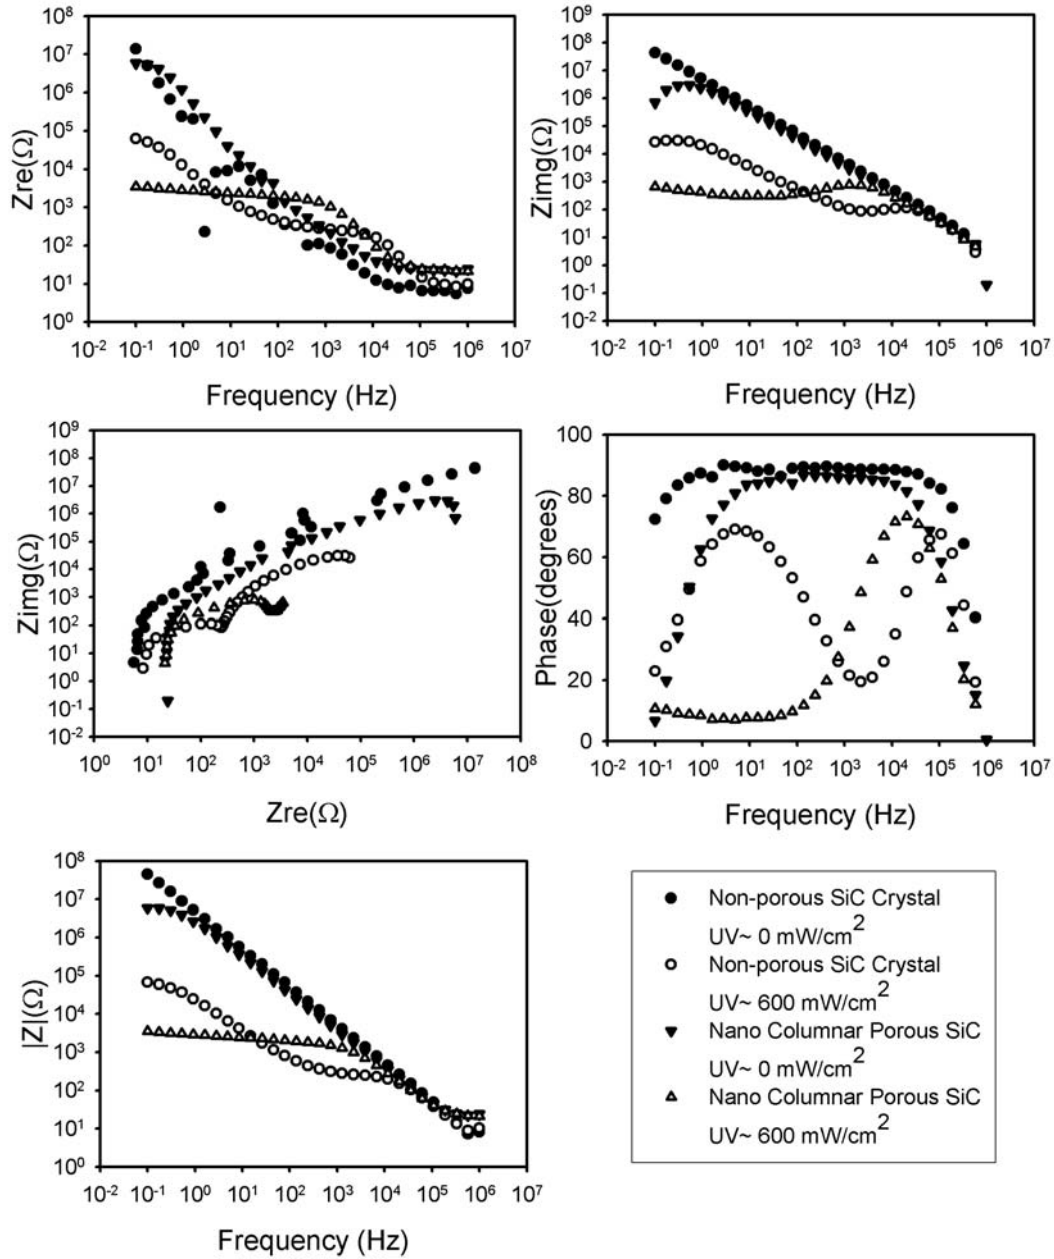 10^8
10^7
10^6
10^5
10^4
10^3
10^2
10^1
10^0
Zre(Ω)
10^-2 10^-1 10^0 10^1 10^2 10^3 10^4 10^5 10^6 10^7
Frequency (Hz)
10^9
10^8
10^7
10^6
10^5
10^4
10^3
10^2
10^1
10^0
10^-1
10^-2
Zimg(Ω)
10^-2 10^-1 10^0 10^1 10^2 10^3 10^4 10^5 10^6 10^7
Frequency (Hz)
10^9
10^8
10^7
10^6
10^5
10^4
10^3
10^2
10^1
10^0
10^-1
10^-2
Zimg(Ω)
10^0 10^1 10^2 10^3 10^4 10^5 10^6 10^7 10^8
Zre(Ω)
100
80
60
40
20
0
Phase(degrees)
10^-2 10^-1 10^0 10^1 10^2 10^3 10^4 10^5 10^6 10^7
Frequency (Hz)
10^8
10^7
10^6
10^5
10^4
10^3
10^2
10^1
10^0
|Z|(Ω)
10^-2 10^-1 10^0 10^1 10^2 10^3 10^4 10^5 10^6 10^7
Frequency (Hz)
Non-porous SiC Crystal
UV~ 0 mW/cm^2
Non-porous SiC Crystal
UV~ 600 mW/cm^2
Nano Columnar Porous SiC
UV~ 0 mW/cm^2
Nano Columnar Porous SiC
UV~ 600 mW/cm^2